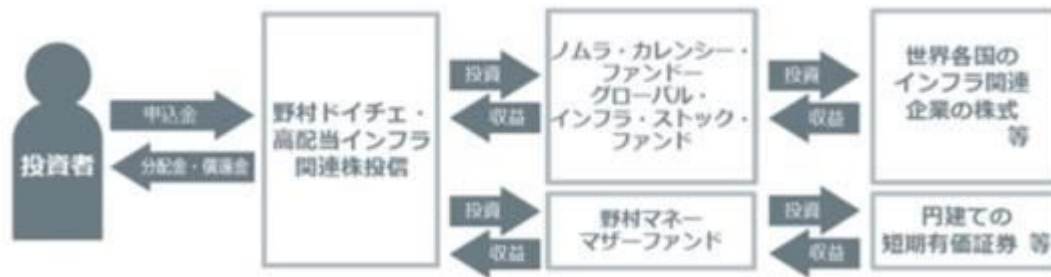 投資者
申込金
分配金・償還金
野村ドイチェ・
高配当インフラ
関連株投信
投資
収益
ノムラ・カレンシー・
ファンドー
グローバル・
インフラ・ストック・
ファンド
投資
収益
世界各国の
インフラ関連
企業の株式
等
投資
収益
野村マネー
マザーファンド
投資
収益
円建ての
短期有価証券 等